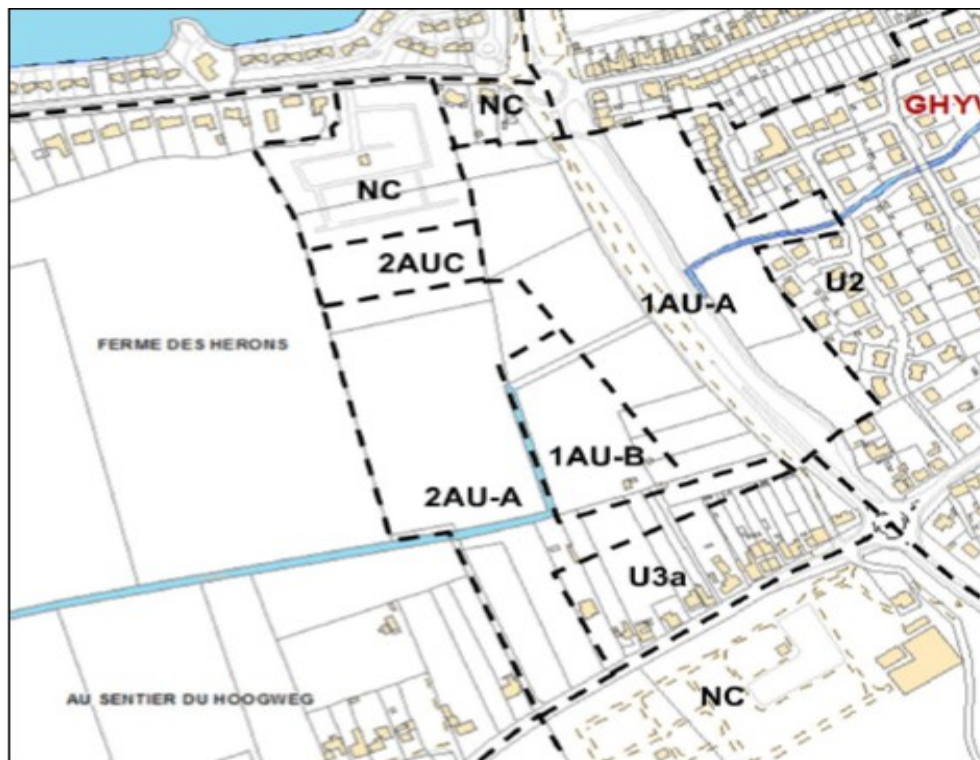 NC
GHYV
NC
2AUC
U2
1AU-A
FERME DES HERONS
1AU-B
2AU-A
U3a
NC
AU SENTIER DU HOOGWEG